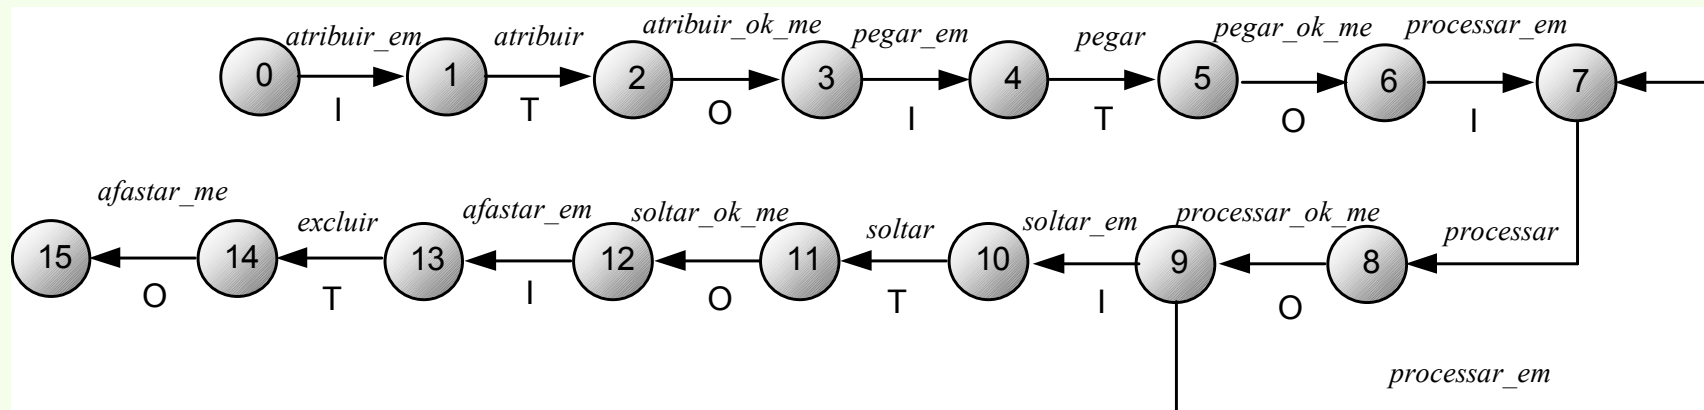 atribuir_em atribuir atribuir_ok_me pegar_em pegar pegar_ok_me processar_em
0 1 2 3 4 5 6 7
I T O I T O I
afastar_me excluir afastar_em soltar_ok_me soltar soltar_em processar_ok_me processar
15 14 13 12 11 10 9 8
O T I O T I O
processar_em